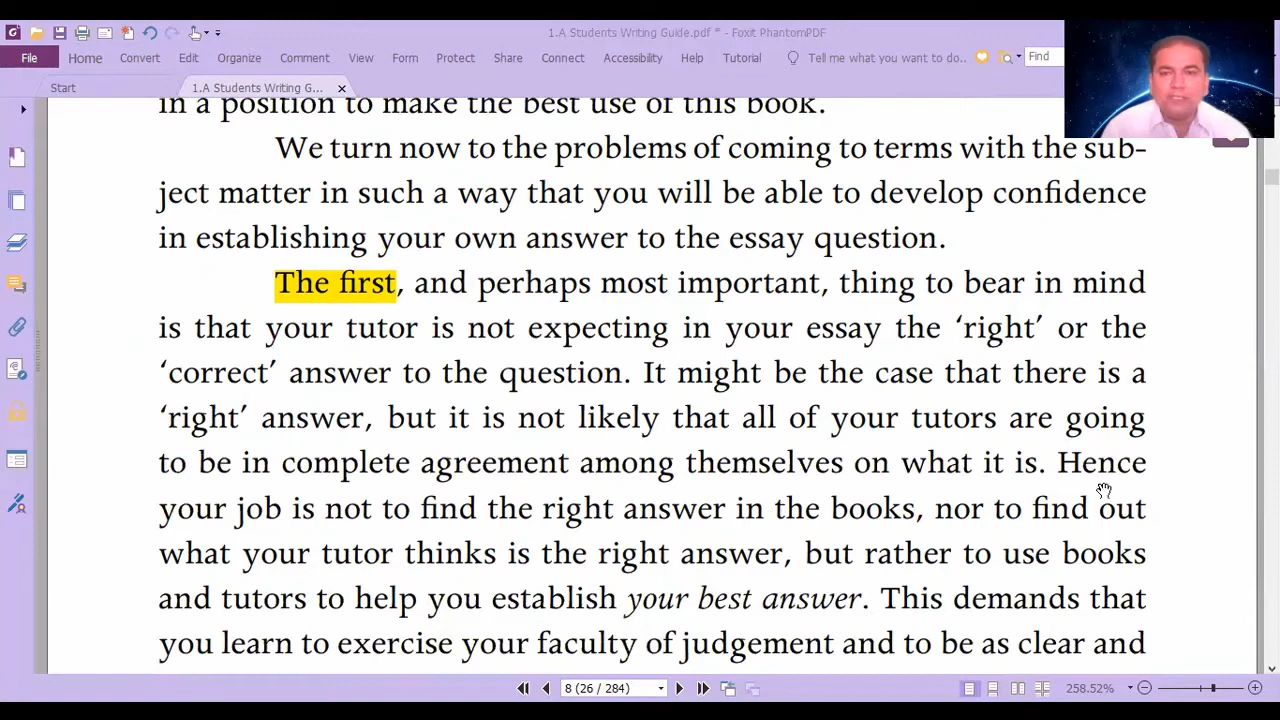 1.A Students Writing Guide.pdf * - Foxit PhantomPDF
File Home Convert Edit Organize Comment View Form Protect Share Connect Accessibility Help Tutorial Tell me what you want to do.. Find
Start 1.A Students Writing G...
in a position to make the best use of this book.
We turn now to the problems of coming to terms with the sub-
ject matter in such a way that you will be able to develop confidence
in establishing your own answer to the essay question.
The first, and perhaps most important, thing to bear in mind
is that your tutor is not expecting in your essay the ‘right’ or the
‘correct’ answer to the question. It might be the case that there is a
‘right’ answer, but it is not likely that all of your tutors are going
to be in complete agreement among themselves on what it is. Hence
your job is not to find the right answer in the books, nor to find out
what your tutor thinks is the right answer, but rather to use books
and tutors to help you establish your best answer. This demands that
you learn to exercise your faculty of judgement and to be as clear and
8 (26 / 284) 258.52%